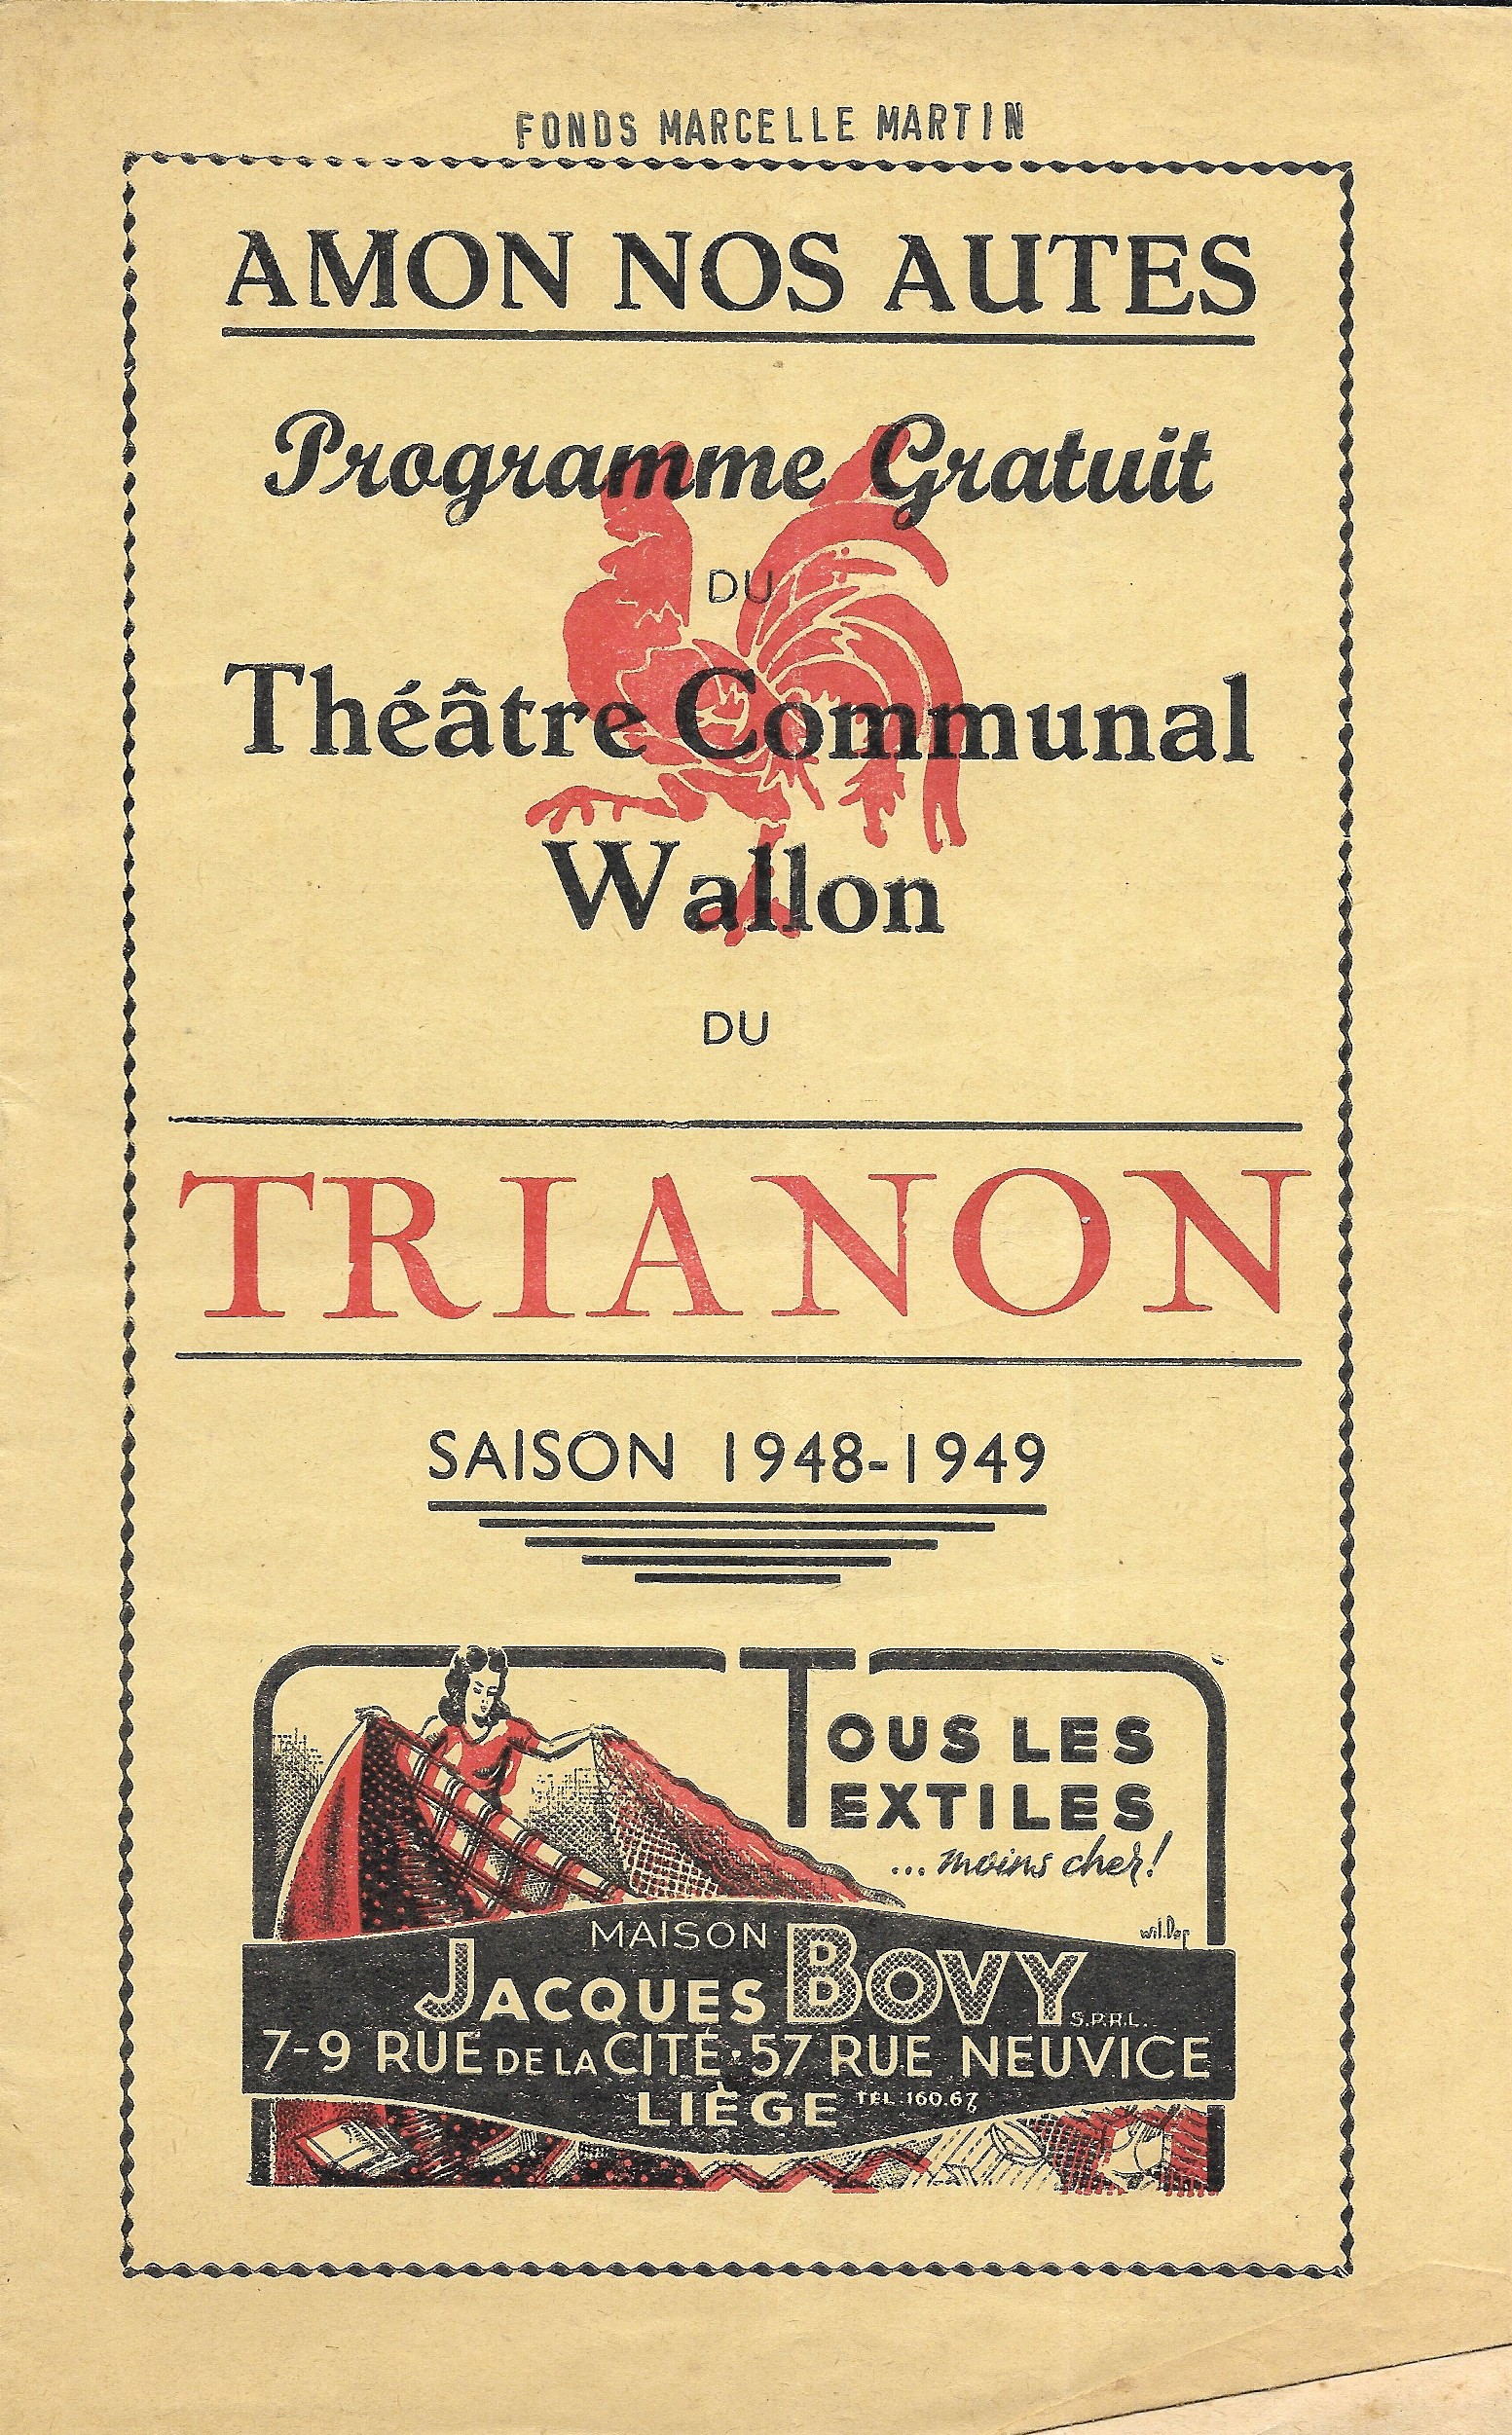 FONDS MARCELLE MARTIN
AMON NOS AUTES
Programme Gratuit
DU
Théâtre Communal
Wallon
DU
TRIANON
SAISON 1948-1949
TOUS LES
TEXTILES
... moins cher!
MAISON
JACQUES BOVY S.P.R.L.
7-9 RUE DE LA CITÉ · 57 RUE NEUVICE
LIÈGE TÉL. 160.67